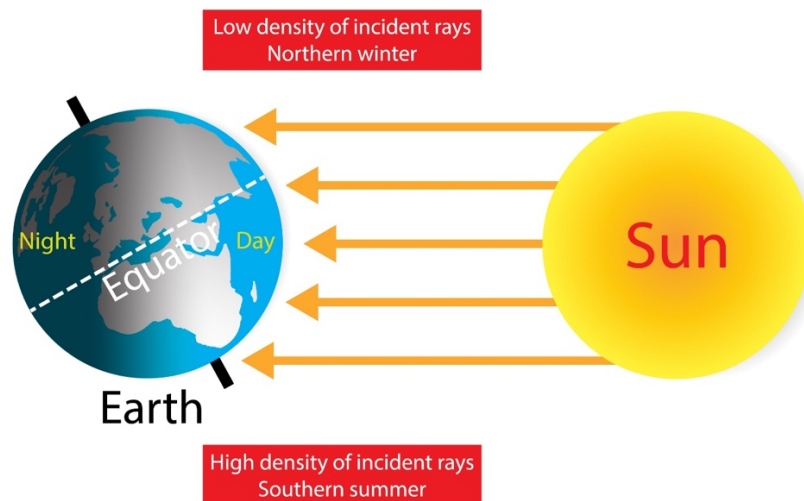 Low density of incident rays
Northern winter
Night
Equator
Day
Sun
Earth
High density of incident rays
Southern summer